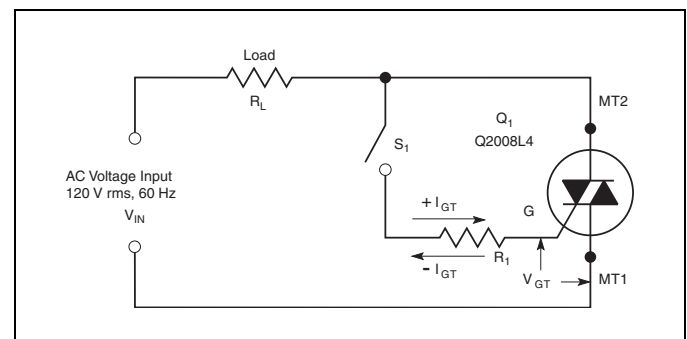 Load
R_L
MT2
Q_1
Q2008L4
S_1
AC Voltage Input
120 V rms, 60 Hz
V_IN
+ I_GT
G
- I_GT
R_1
V_GT
MT1